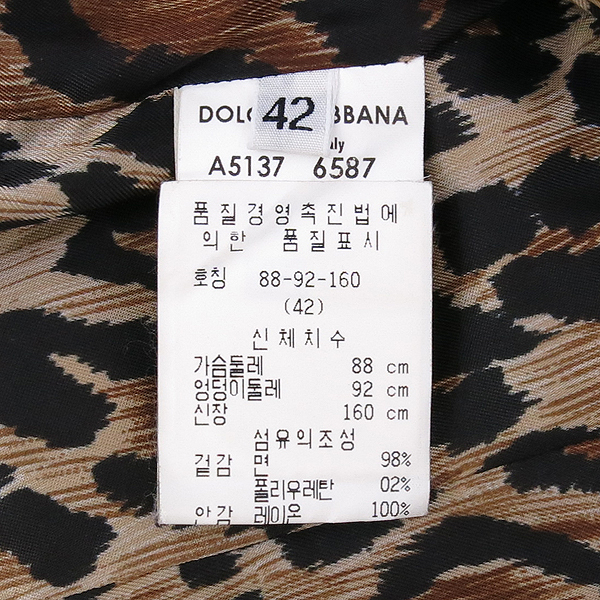 42
A5137 6587
품질경영촉진법에
의한 품질표시
호칭 88-92-160
(42)
신체치수
가슴둘레 88 cm
엉덩이둘레 92 cm
신장 160 cm
섬유의조성
겉감 면 98%
폴리우레탄 02%
안감 레이온 100%